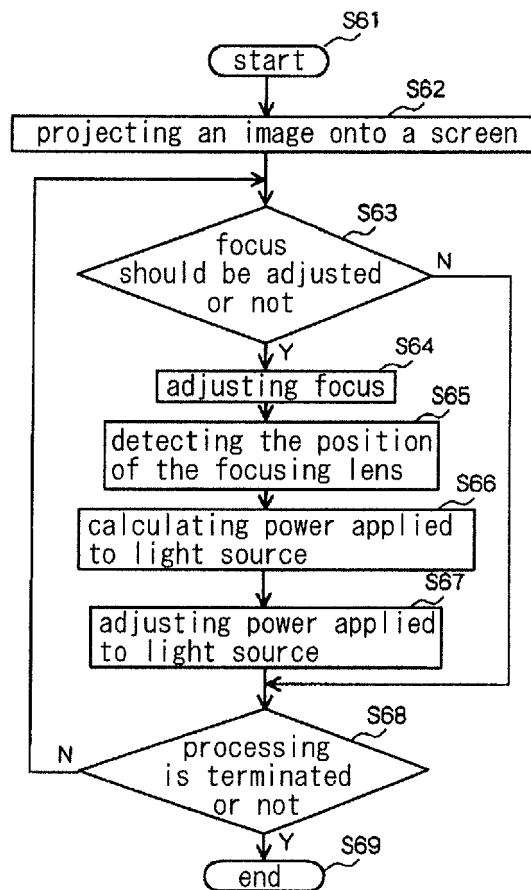 S61
start
S62
projecting an image onto a screen
S63
focus
should be adjusted
or not
N
Y
S64
adjusting focus
S65
detecting the position
of the focusing lens
S66
calculating power applied
to light source
S67
adjusting power applied
to light source
S68
N
processing
is terminated
or not
Y
S69
end